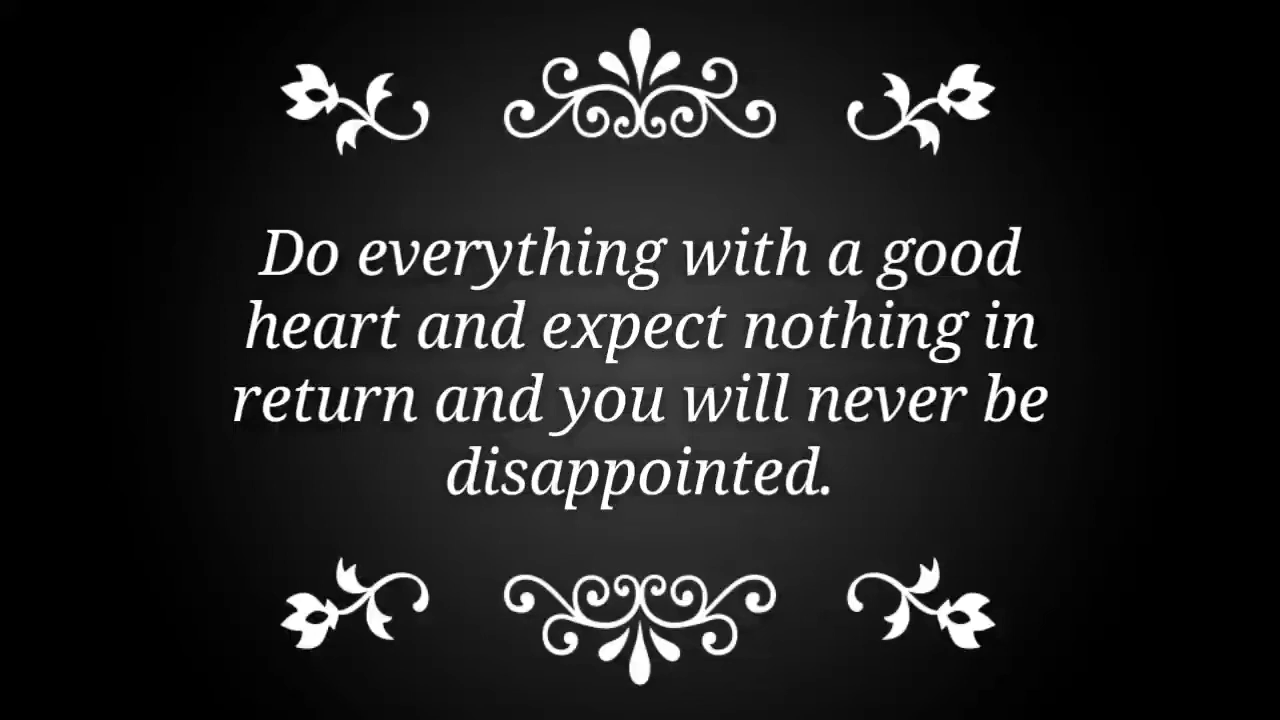 Do everything with a good
heart and expect nothing in
return and you will never be
disappointed.